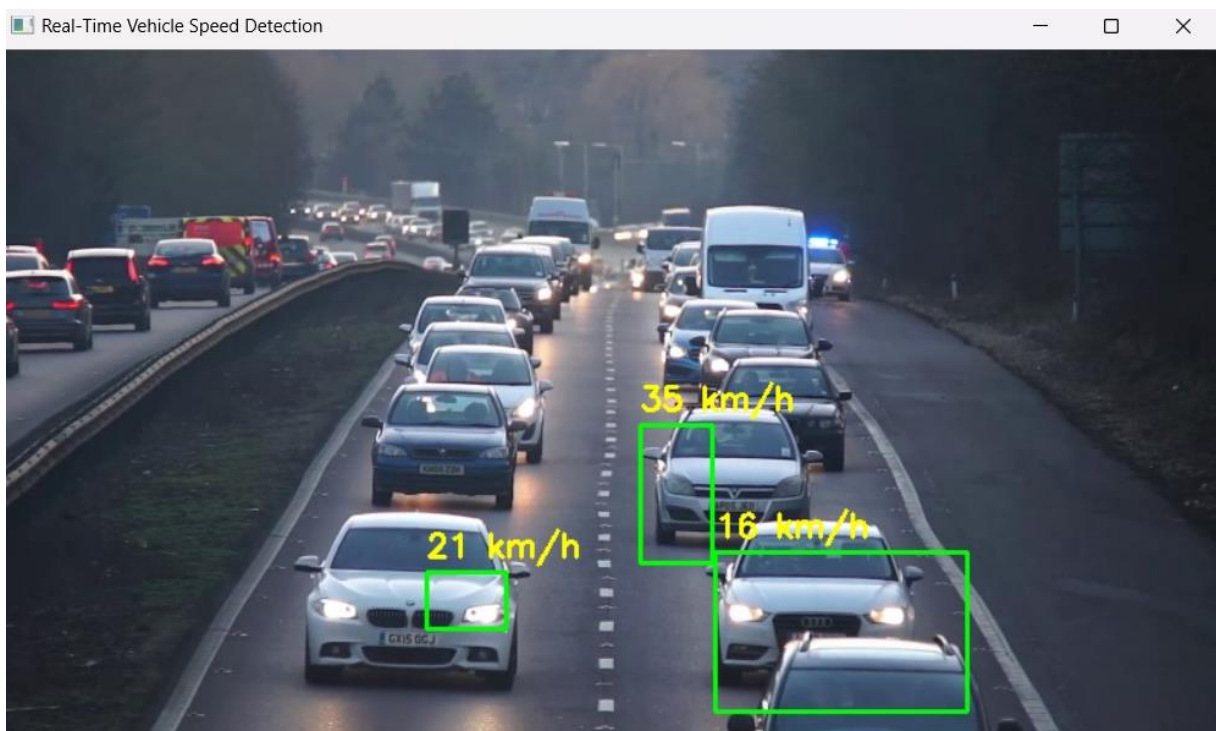 Real-Time Vehicle Speed Detection
35 km/h
16 km/h
21 km/h
GX15 OGJ